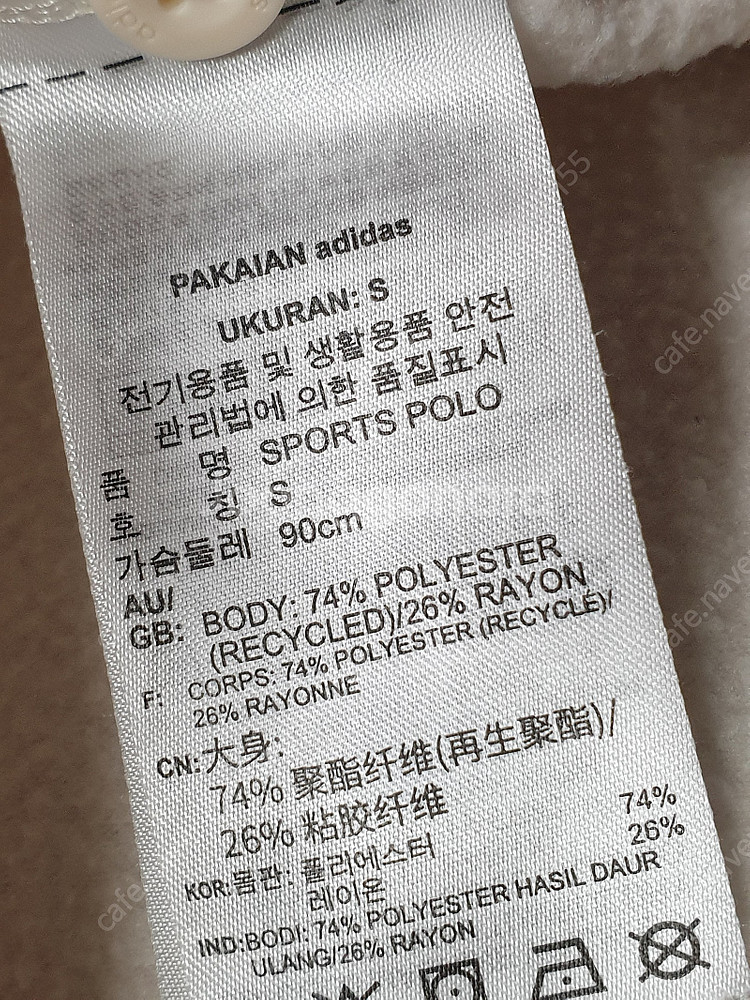 PAKAIAN adidas
UKURAN: S
전기용품 및 생활용품 안전
관리법에 의한 품질표시
품 명 SPORTS POLO
호 칭 S
가슴둘레 90cm
AU/
GB: BODY: 74% POLYESTER
(RECYCLED)/26% RAYON
F: CORPS: 74% POLYESTER (RECYCLÉ)/
26% RAYONNE
CN: 大身:
74% 聚酯纤维(再生聚酯)/
26% 粘胶纤维
KOR: 몸판: 폴리에스터 74%
레이온 26%
IND: BODI: 74% POLYESTER HASIL DAUR
ULANG/26% RAYON